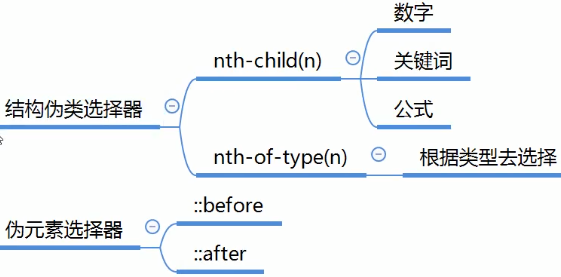 结构伪类选择器
nth-child(n)
数字
关键词
公式
nth-of-type(n)
根据类型去选择
伪元素选择器
::before
::after